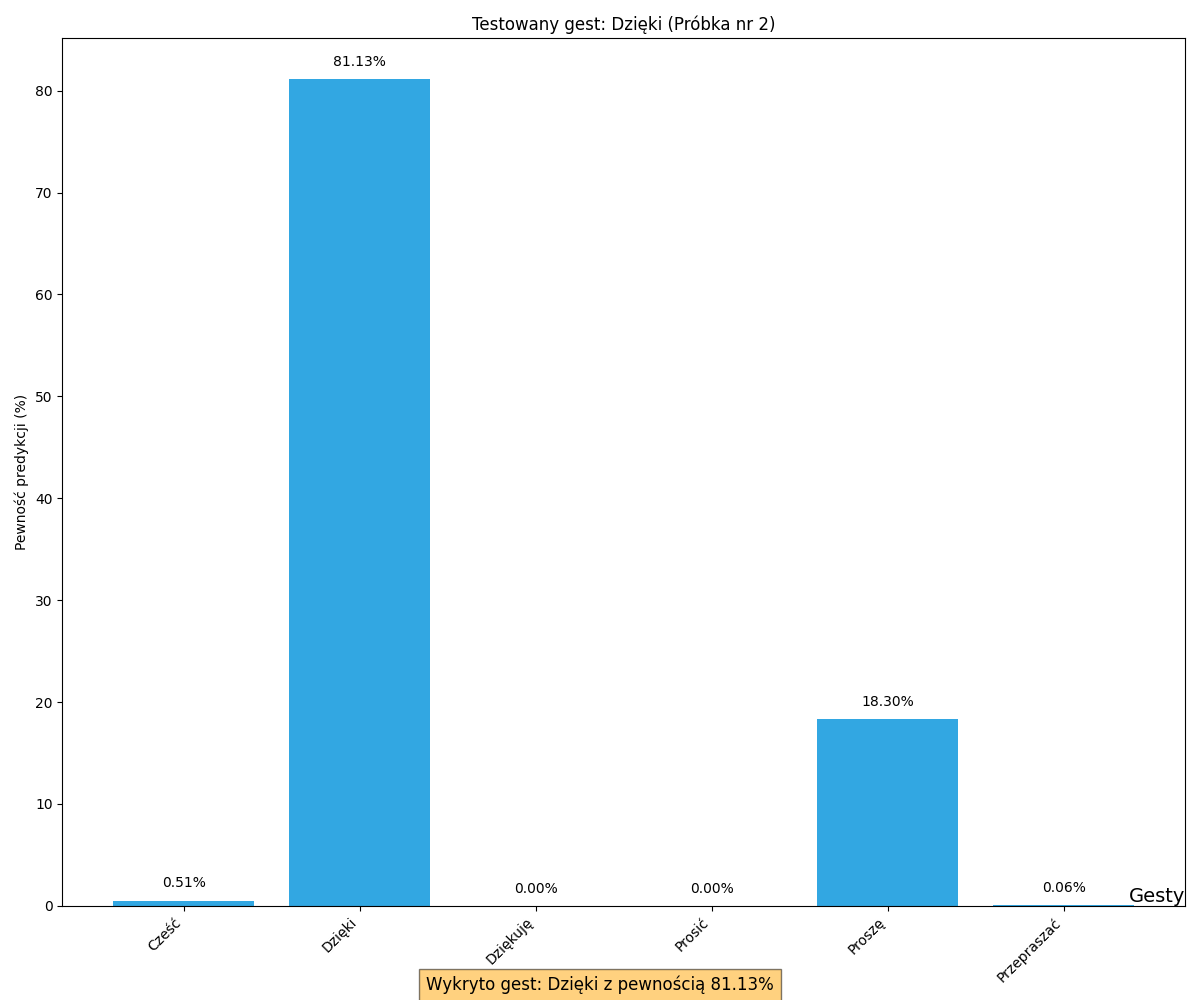 Testowany gest: Dzięki (Próbka nr 2)
Pewność predykcji (%)
80
70
60
50
40
30
20
10
0
0.51%
81.13%
0.00%
0.00%
18.30%
0.06%
Gesty
Cześć
Dzięki
Dziękuję
Prosić
Proszę
Przepraszać
Wykryto gest: Dzięki z pewnością 81.13%